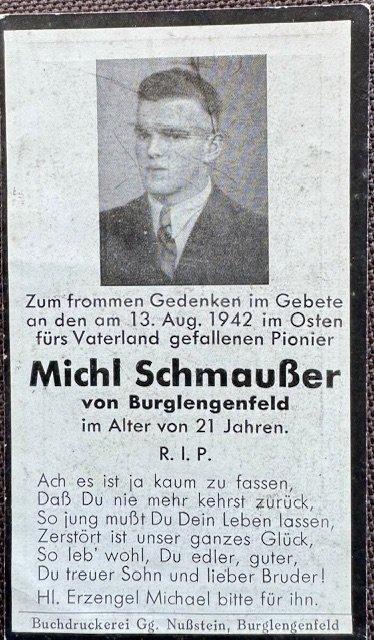 Zum frommen Gedenken im Gebete
an den am 13. Aug. 1942 im Osten
fürs Vaterland gefallenen Pionier
Michl Schmaußer
von Burglengenfeld
im Alter von 21 Jahren.
R. I. P.
Ach es ist ja kaum zu fassen,
Daß Du nie mehr kehrst zurück,
So jung mußt Du Dein Leben lassen,
Zerstört ist unser ganzes Glück,
So leb' wohl, Du edler, guter,
Du treuer Sohn und lieber Bruder!
Hl. Erzengel Michael bitte für ihn.
Buchdruckerei Gg. Nußstein, Burglengenfeld